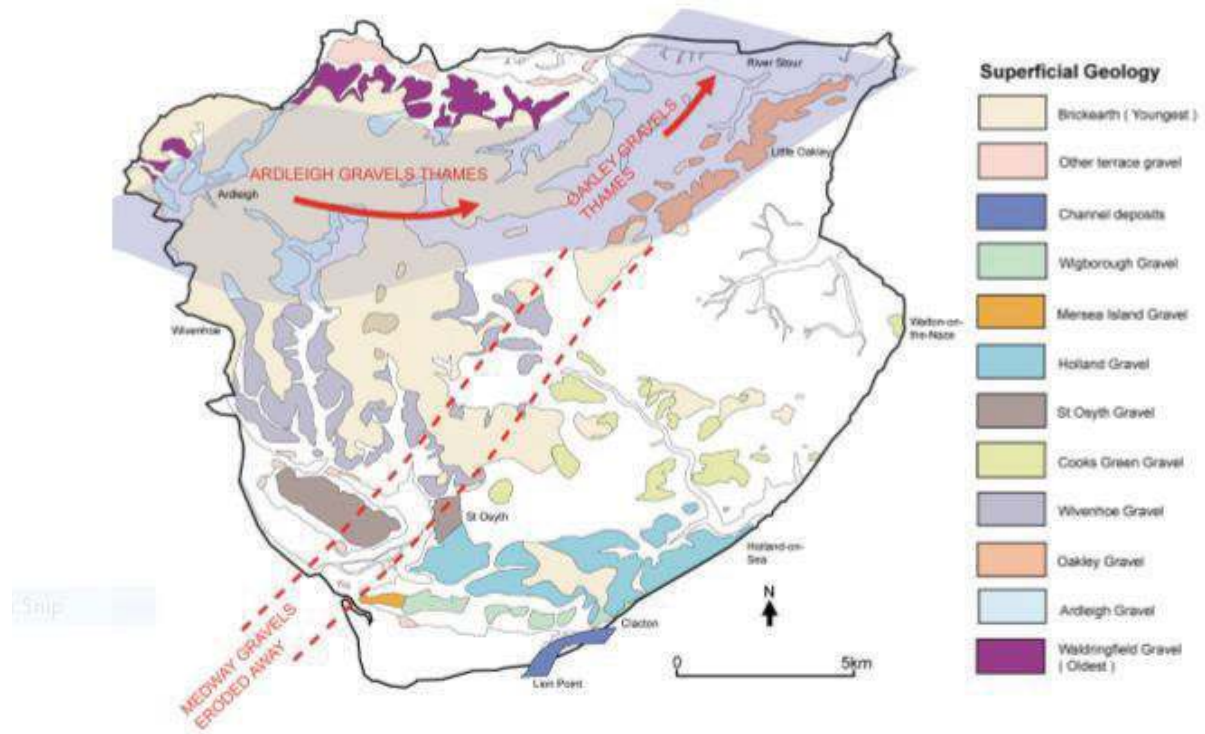 River Stour
Little Oakley
ARDLEIGH GRAVELS THAMES
OAKLEY GRAVELS
THAMES
Ardleigh
Wivenhoe
Walton-on-
the-Naze
St Osyth
Holland-on-
Sea
Clacton
Lion Point
MEDWAY GRAVELS
ERODED AWAY
N
0
5km
Snip
Superficial Geology
Brickearth ( Youngest )
Other terrace gravel
Channel deposits
Wigborough Gravel
Mersea Island Gravel
Holland Gravel
St Osyth Gravel
Cooks Green Gravel
Wivenhoe Gravel
Oakley Gravel
Ardleigh Gravel
Waldringfield Gravel
( Oldest )